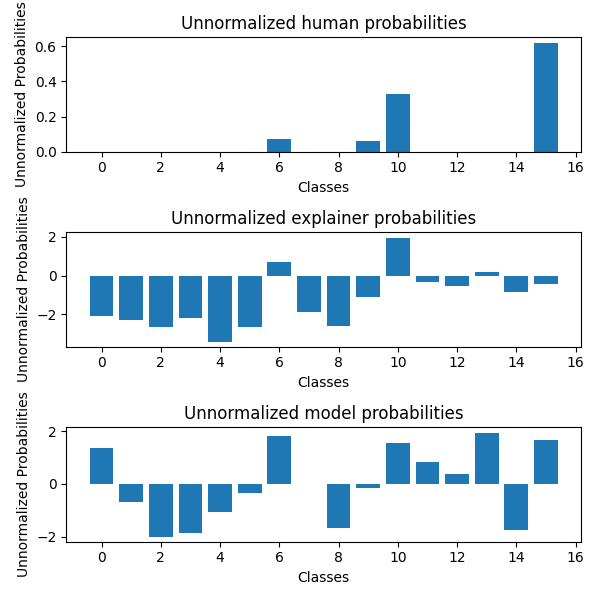 Unnormalized human probabilities
Unnormalized Probabilities
0.6
0.4
0.2
0.0
0 2 4 6 8 10 12 14 16
Classes
Unnormalized explainer probabilities
Unnormalized Probabilities
2
0
−2
0 2 4 6 8 10 12 14 16
Classes
Unnormalized model probabilities
Unnormalized Probabilities
2
0
−2
0 2 4 6 8 10 12 14 16
Classes